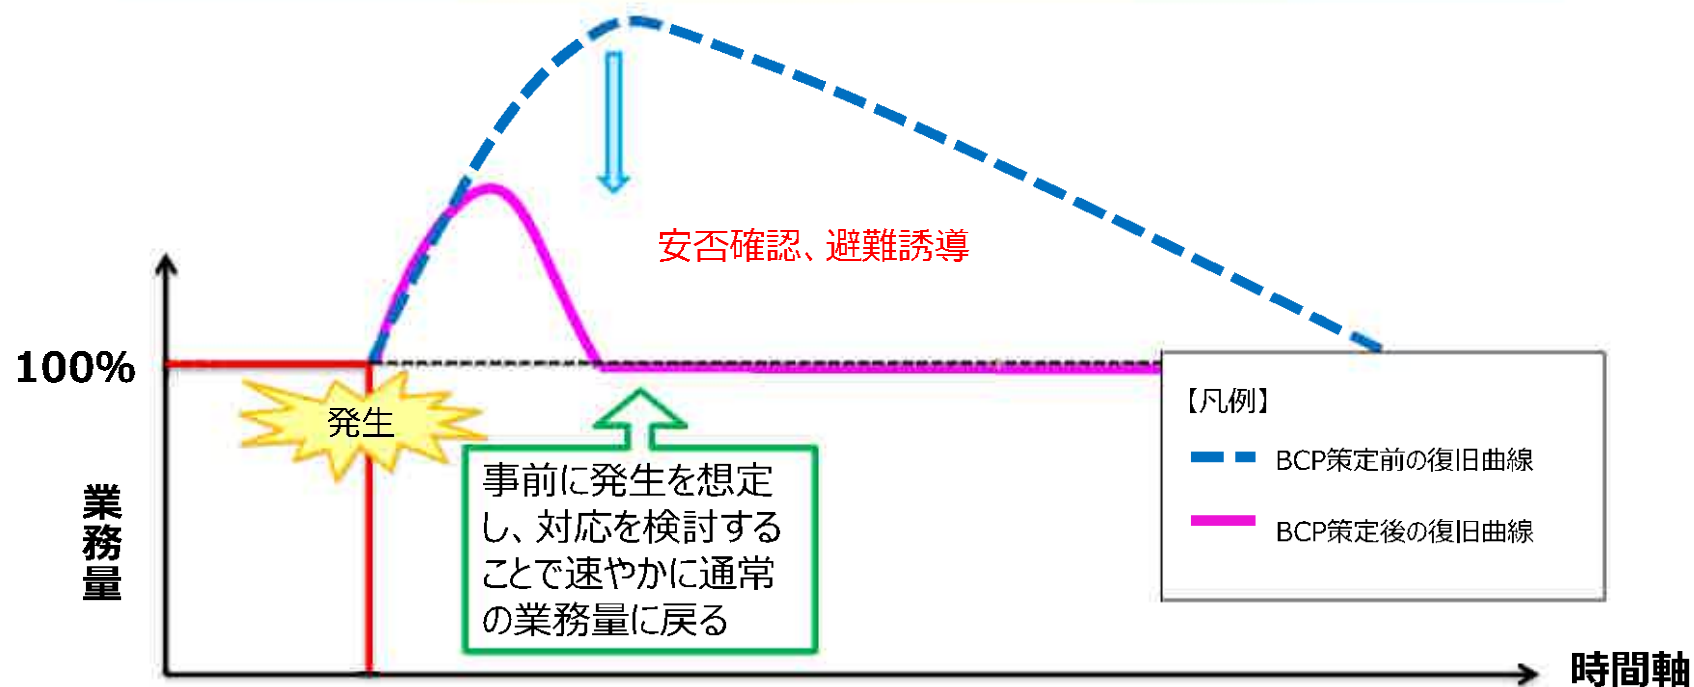 安否確認、避難誘導
100%
発生
業務量
事前に発生を想定
し、対応を検討する
ことで速やかに通常
の業務量に戻る
【凡例】
BCP策定前の復旧曲線
BCP策定後の復旧曲線
時間軸